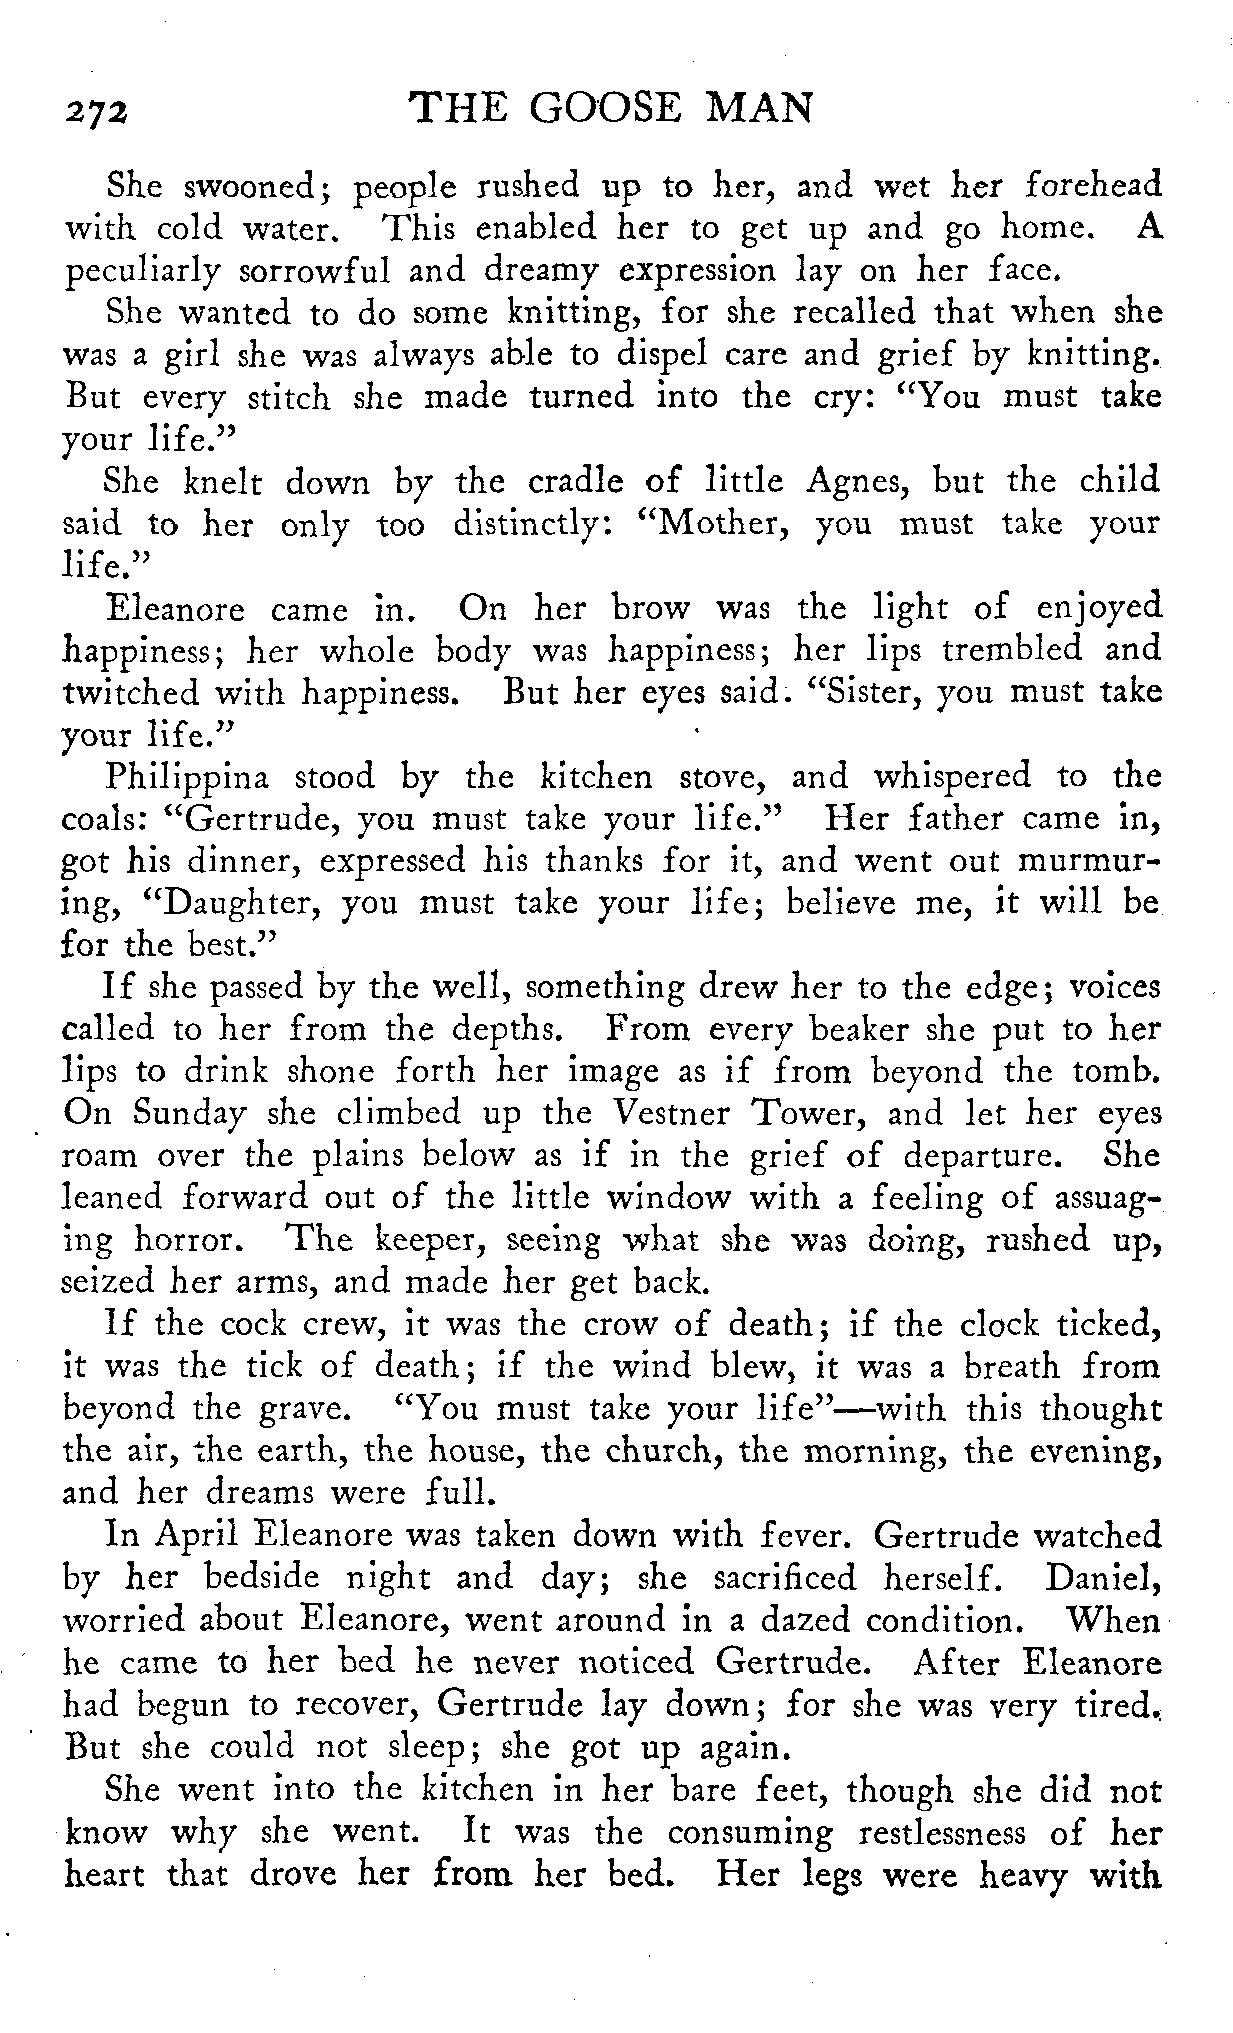 272 THE GOOSE MAN
She swooned; people rushed up to her, and wet her forehead
with cold water. This enabled her to get up and go home. A
peculiarly sorrowful and dreamy expression lay on her face.
She wanted to do some knitting, for she recalled that when she
was a girl she was always able to dispel care and grief by knitting.
But every stitch she made turned into the cry: “You must take
your life.”
She knelt down by the cradle of little Agnes, but the child
said to her only too distinctly: “Mother, you must take your
life.”
Eleanore came in. On her brow was the light of enjoyed
happiness; her whole body was happiness; her lips trembled and
twitched with happiness. But her eyes said: “Sister, you must take
your life.”
Philippina stood by the kitchen stove, and whispered to the
coals: “Gertrude, you must take your life.” Her father came in,
got his dinner, expressed his thanks for it, and went out murmur-
ing, “Daughter, you must take your life; believe me, it will be
for the best.”
If she passed by the well, something drew her to the edge; voices
called to her from the depths. From every beaker she put to her
lips to drink shone forth her image as if from beyond the tomb.
On Sunday she climbed up the Vestner Tower, and let her eyes
roam over the plains below as if in the grief of departure. She
leaned forward out of the little window with a feeling of assuag-
ing horror. The keeper, seeing what she was doing, rushed up,
seized her arms, and made her get back.
If the cock crew, it was the crow of death; if the clock ticked,
it was the tick of death; if the wind blew, it was a breath from
beyond the grave. “You must take your life”—with this thought
the air, the earth, the house, the church, the morning, the evening,
and her dreams were full.
In April Eleanore was taken down with fever. Gertrude watched
by her bedside night and day; she sacrificed herself. Daniel,
worried about Eleanore, went around in a dazed condition. When
he came to her bed he never noticed Gertrude. After Eleanore
had begun to recover, Gertrude lay down; for she was very tired.
But she could not sleep; she got up again.
She went into the kitchen in her bare feet, though she did not
know why she went. It was the consuming restlessness of her
heart that drove her from her bed. Her legs were heavy with